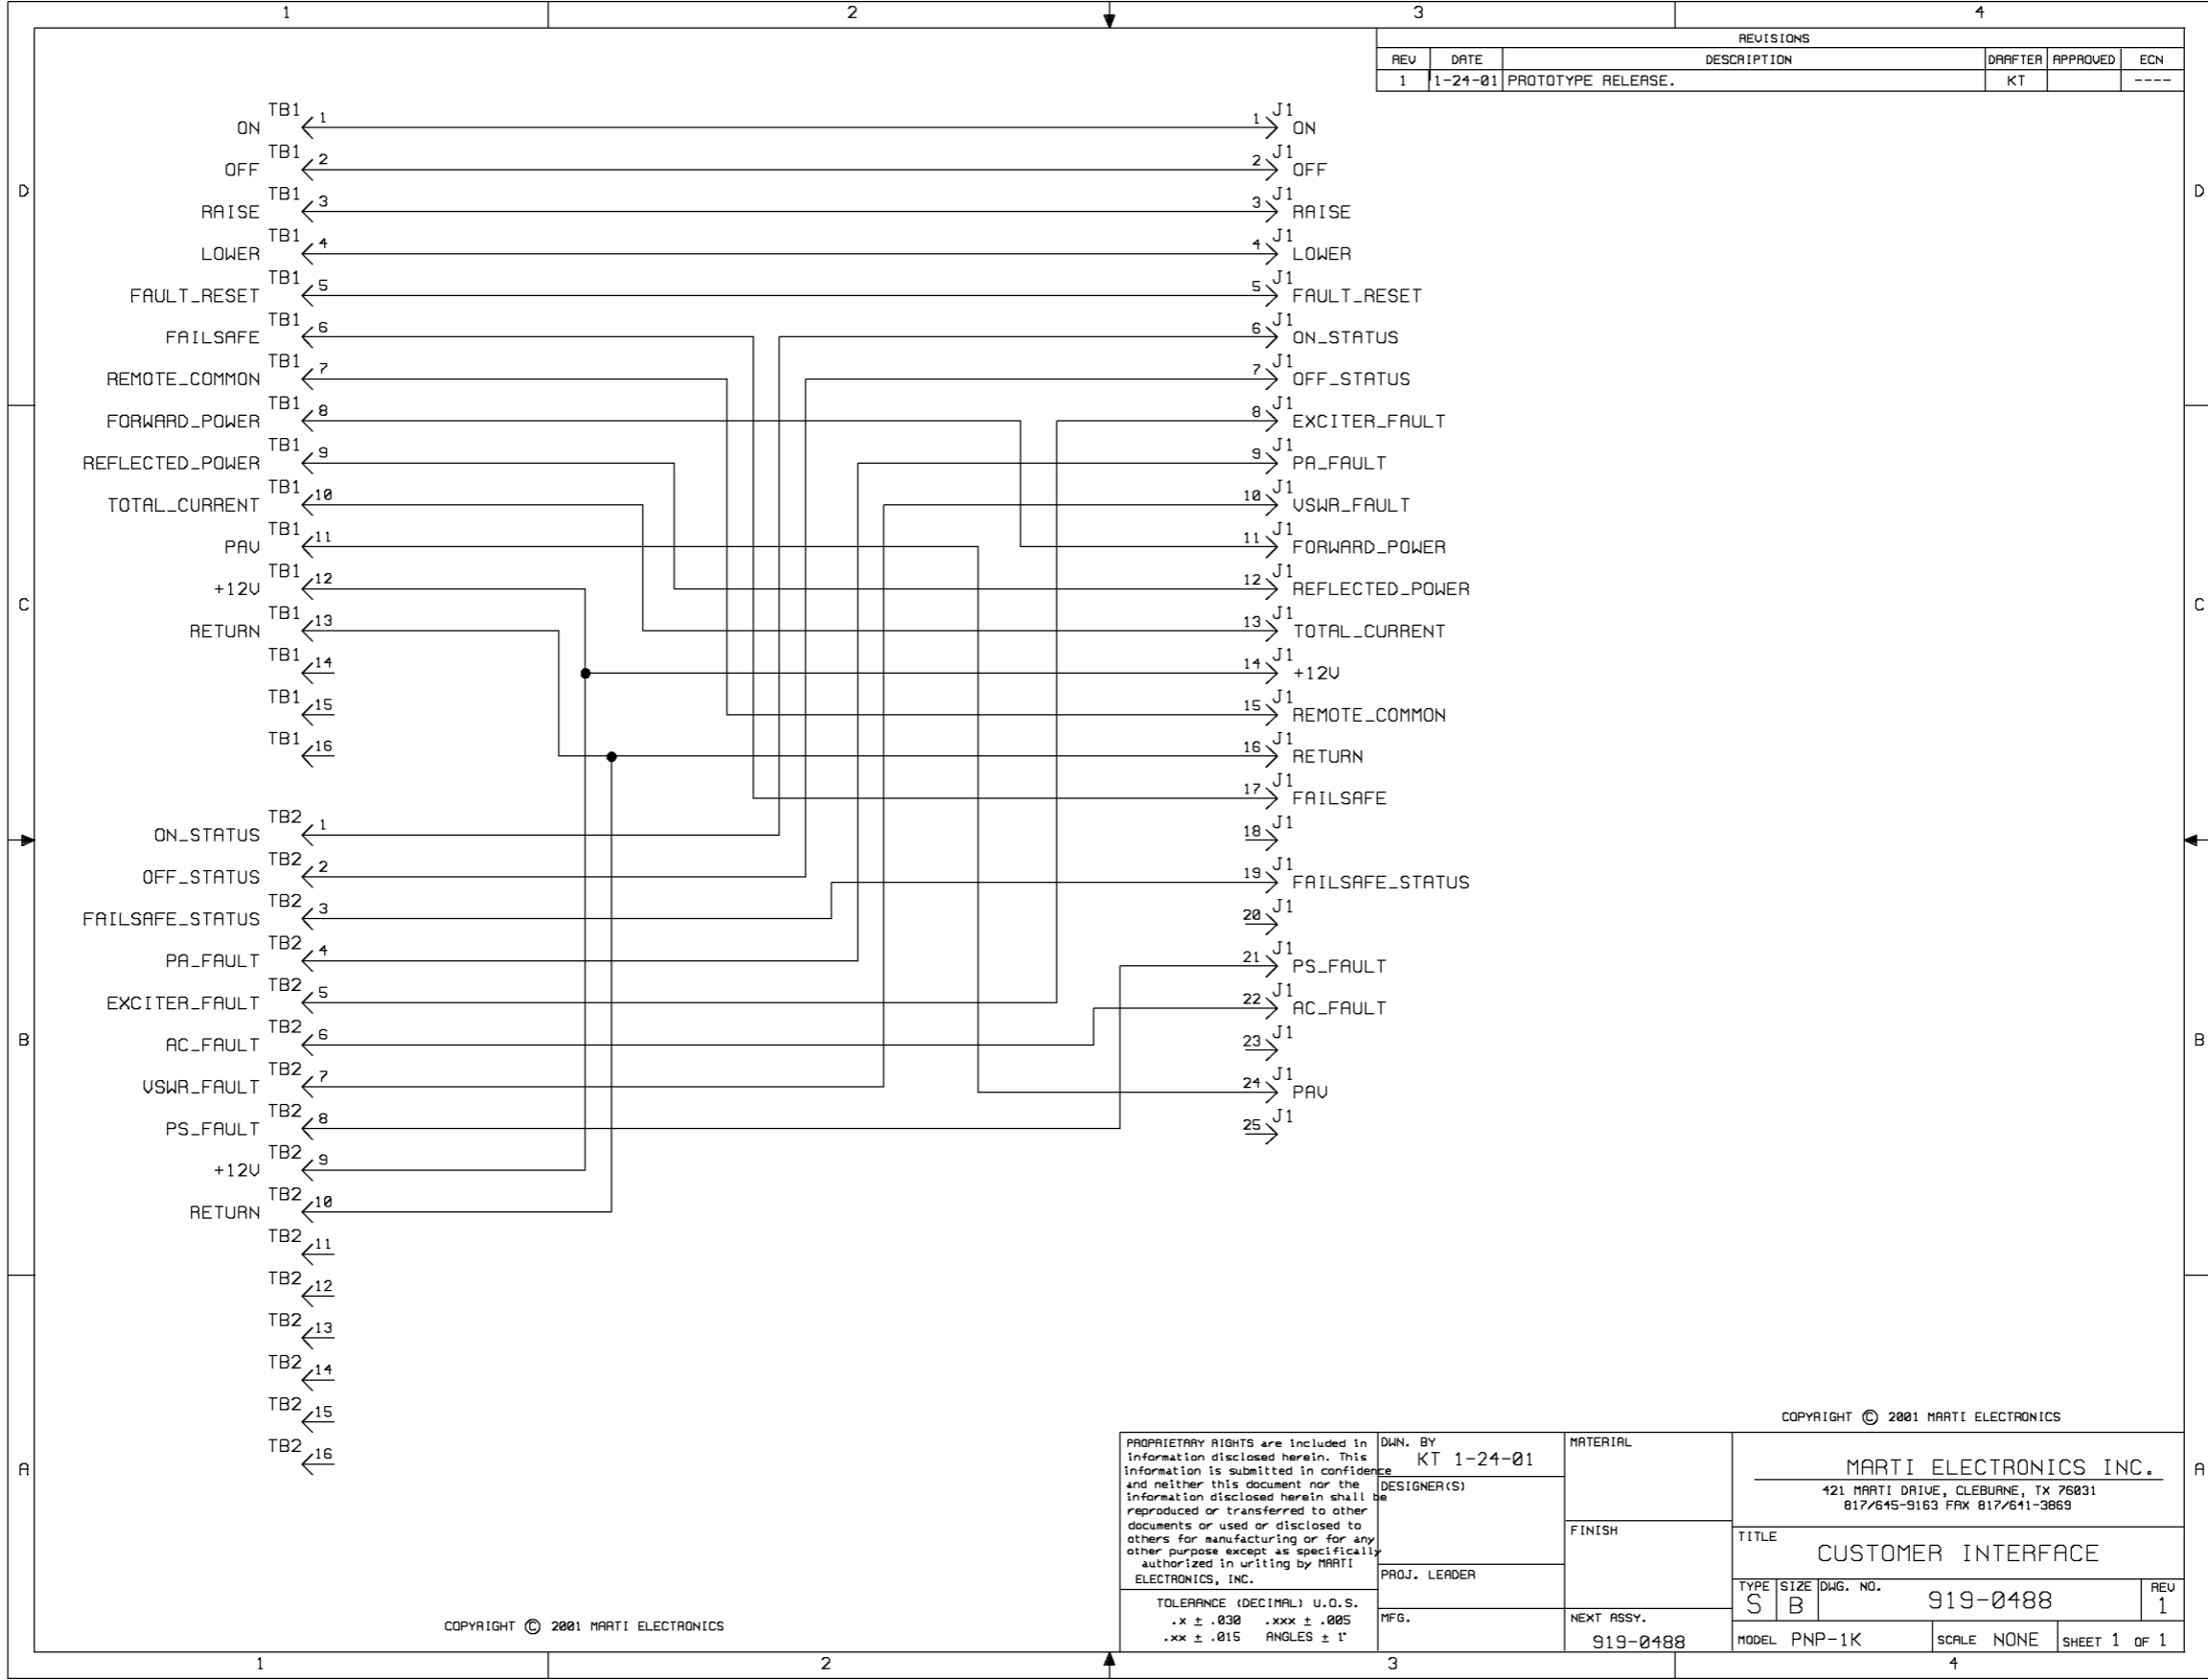 1 2 3 4
REVISIONS
REV DATE DESCRIPTION DRAFTER APPROVED ECN
1 1-24-01 PROTOTYPE RELEASE. KT ----
ON TB1 1 1 J1 ON
OFF TB1 2 2 J1 OFF
D D
RAISE TB1 3 3 J1 RAISE
LOWER TB1 4 4 J1 LOWER
FAULT_RESET TB1 5 5 J1 FAULT_RESET
FAILSAFE TB1 6 6 J1 ON_STATUS
REMOTE_COMMON TB1 7 7 J1 OFF_STATUS
FORWARD_POWER TB1 8 8 J1 EXCITER_FAULT
REFLECTED_POWER TB1 9 9 J1 PA_FAULT
TOTAL_CURRENT TB1 10 10 J1 VSWR_FAULT
PAV TB1 11 11 J1 FORWARD_POWER
+12V TB1 12 12 J1 REFLECTED_POWER
C C
RETURN TB1 13 13 J1 TOTAL_CURRENT
TB1 14 14 J1 +12V
TB1 15 15 J1 REMOTE_COMMON
TB1 16 16 J1 RETURN
17 J1 FAILSAFE
ON_STATUS TB2 1 18 J1
OFF_STATUS TB2 2 19 J1 FAILSAFE_STATUS
FAILSAFE_STATUS TB2 3 20 J1
PA_FAULT TB2 4 21 J1 PS_FAULT
EXCITER_FAULT TB2 5 22 J1 AC_FAULT
B B
AC_FAULT TB2 6 23 J1
VSWR_FAULT TB2 7 24 J1 PAV
PS_FAULT TB2 8 25 J1
+12V TB2 9
RETURN TB2 10
TB2 11
TB2 12
TB2 13
TB2 14
TB2 15
TB2 16
A A
COPYRIGHT © 2001 MARTI ELECTRONICS
PROPRIETARY RIGHTS are included in
information disclosed herein. This
information is submitted in confidence
and neither this document nor the
information disclosed herein shall be
reproduced or transferred to other
documents or used or disclosed to
others for manufacturing or for any
other purpose except as specifically
authorized in writing by MARTI
ELECTRONICS, INC.
TOLERANCE (DECIMAL) U.O.S.
.x ± .030 .xxx ± .005
.xx ± .015 ANGLES ± 1°
DWN. BY
KT 1-24-01
DESIGNER(S)
PROJ. LEADER
MFG.
MATERIAL
FINISH
NEXT ASSY.
919-0488
MARTI ELECTRONICS INC.
421 MARTI DRIVE, CLEBURNE, TX 76031
817/645-9163 FAX 817/641-3869
TITLE
CUSTOMER INTERFACE
TYPE SIZE DWG. NO. REV
S B 919-0488 1
MODEL PNP-1K SCALE NONE SHEET 1 OF 1
COPYRIGHT © 2001 MARTI ELECTRONICS
1 2 3 4